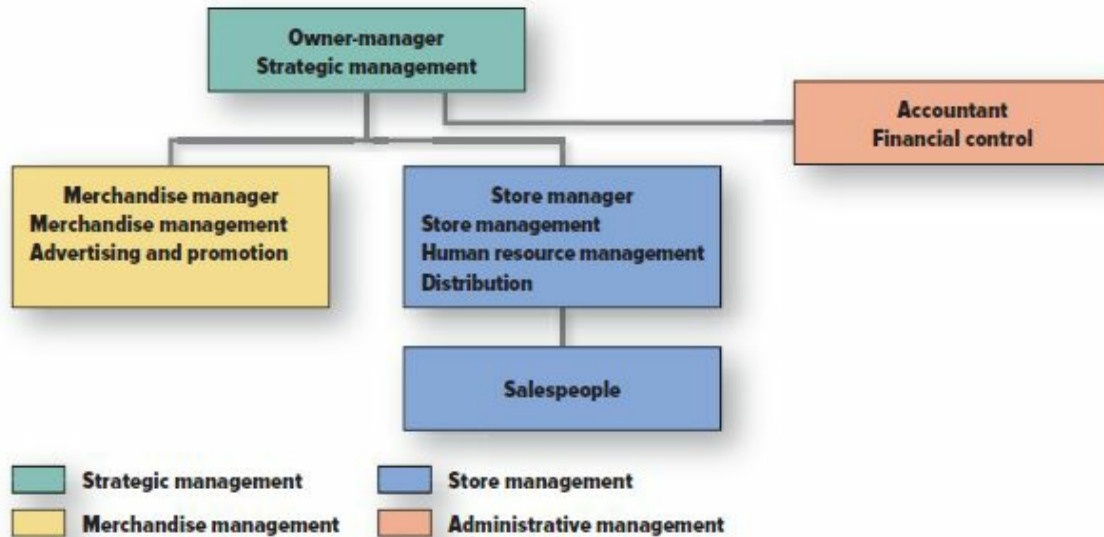 Owner-manager
Strategic management
Accountant
Financial control
Merchandise manager
Merchandise management
Advertising and promotion
Store manager
Store management
Human resource management
Distribution
Salespeople
Strategic management
Store management
Merchandise management
Administrative management